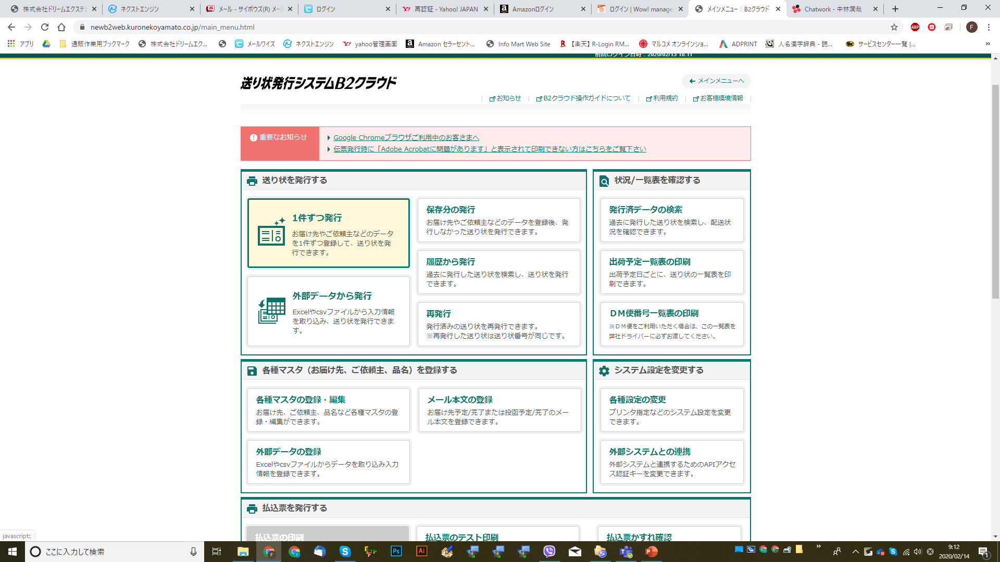 株式会社ドリームエクスチェ
ネクストエンジン
メール - サイボウズ(R) メー
ログイン
再認証 - Yahoo! JAPAN
Amazonログイン
ログイン | Wow! manage
メインメニュー｜B2クラウド
Chatwork - 中林潤哉
newb2web.kuronekoyamato.co.jp/main_menu.html
ABP
F
アプリ
通販作業用ブックマーク
株式会社ドリームエク...
メールワイズ
ネクストエンジン
yahoo管理画面
Amazon セラーセント...
Info Mart Web Site
【楽天】R-Login RM...
マルコメ オンラインショ...
ADPRINT
人名漢字辞典 - 読...
サービスセンター一覧 |...
前回ログイン日時：2020/02/13 18:11
送り状発行システムB2クラウド
メインメニューへ
お知らせ
B2クラウド操作ガイドについて
利用規約
お客様環境情報
重要なお知らせ
Google Chromeブラウザご利用中のお客さまへ
伝票発行時に「Adobe Acrobatに問題があります」と表示されて印刷できない方はこちらをご覧下さい
送り状を発行する
1件ずつ発行
お届け先やご依頼主などのデータ
を1件ずつ登録して、送り状を発
行できます。
外部データから発行
Excelやcsvファイルから入力情報
を取り込み、送り状を発行できま
す。
保存分の発行
お届け先やご依頼主などのデータを登録後、発
行しなかった送り状を発行できます。
履歴から発行
過去に発行した送り状を検索し、送り状を発行
できます。
再発行
発行済みの送り状を再発行できます。
※再発行した送り状は送り状番号が同じです。
状況/一覧表を確認する
発行済データの検索
過去に発行した送り状を検索し、配送状
況を確認できます。
出荷予定一覧表の印刷
出荷予定日ごとに、送り状の一覧表を印
刷できます。
ＤＭ便番号一覧表の印刷
※ＤＭ便をご利用いただく場合は、この一覧表を
弊社ドライバーに必ずお渡してください。
各種マスタ（お届け先、ご依頼主、品名）を登録する
各種マスタの登録・編集
お届け先、ご依頼主、品名など各種マスタの登
録・編集ができます。
メール本文の登録
お届け先予定/完了または投函予定/完了のメー
ル本文を登録できます。
外部データの登録
Excelやcsvファイルからデータを取り込み入力
情報を登録できます。
システム設定を変更する
各種設定の変更
プリンタ指定などのシステム設定を変更
できます。
外部システムとの連携
外部システムと連携するためのAPIアクセ
ス認証キーを変更できます。
払込票を発行する
払込票の印刷
払込票のテスト印刷
払込票かすれ確認
javascript:;
ここに入力して検索
9:12
2020/02/14